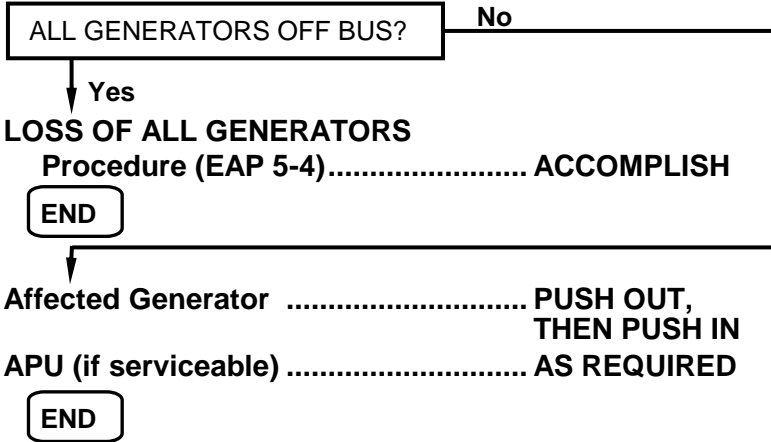 ALL GENERATORS OFF BUS?
No
Yes
LOSS OF ALL GENERATORS
Procedure (EAP 5-4)........................ ACCOMPLISH
END
Affected Generator ............................. PUSH OUT,
THEN PUSH IN
APU (if serviceable) ............................. AS REQUIRED
END